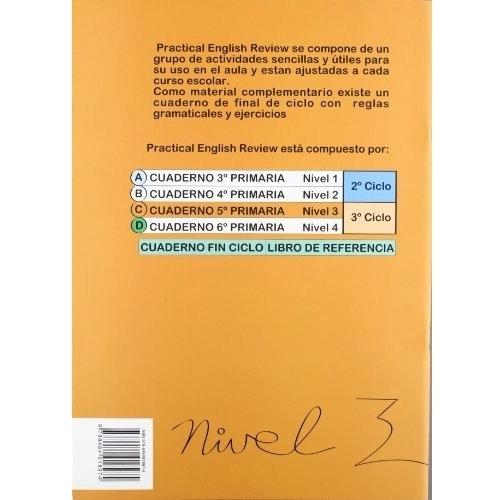 Practical English Review se compone de un
grupo de actividades sencillas y útiles para
su uso en el aula y estan ajustadas a cada
curso escolar.
Como material complementario existe un
cuaderno de final de ciclo con reglas
gramaticales y ejercicios
Practical English Review está compuesto por:
A CUADERNO 3º PRIMARIA Nivel 1
2º Ciclo
B CUADERNO 4º PRIMARIA Nivel 2
C CUADERNO 5º PRIMARIA Nivel 3
3º Ciclo
D CUADERNO 6º PRIMARIA Nivel 4
CUADERNO FIN CICLO LIBRO DE REFERENCIA
nivel 3